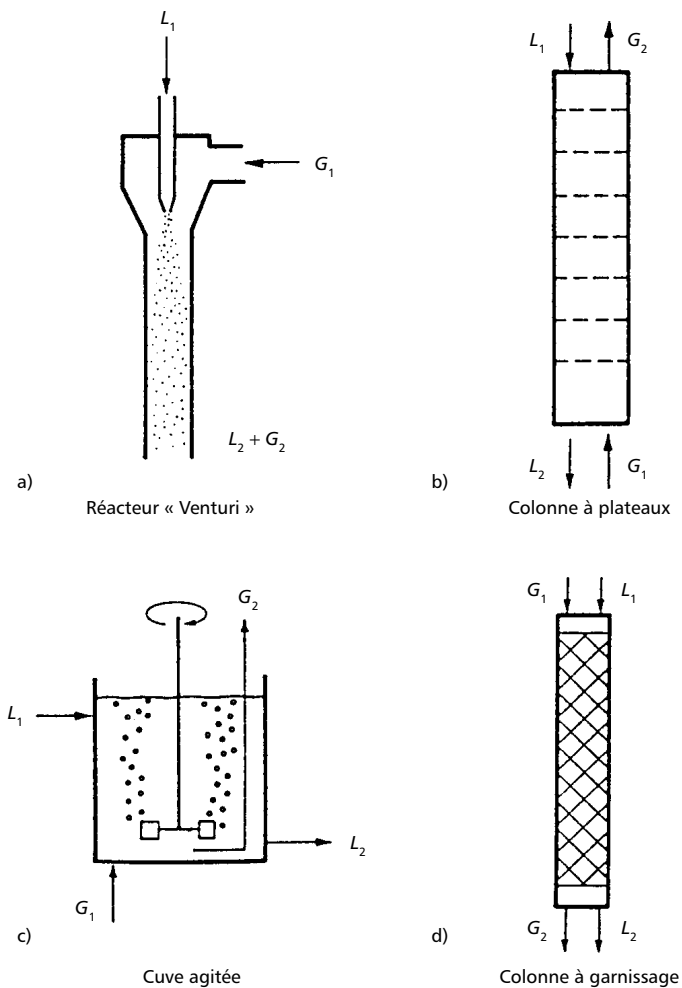 L₁
G₁
L₂ + G₂
a)
Réacteur « Venturi »
L₁ G₂
L₂ G₁
b)
Colonne à plateaux
G₂
L₁
L₂
G₁
c)
Cuve agitée
G₁ L₁
G₂ L₂
d)
Colonne à garnissage